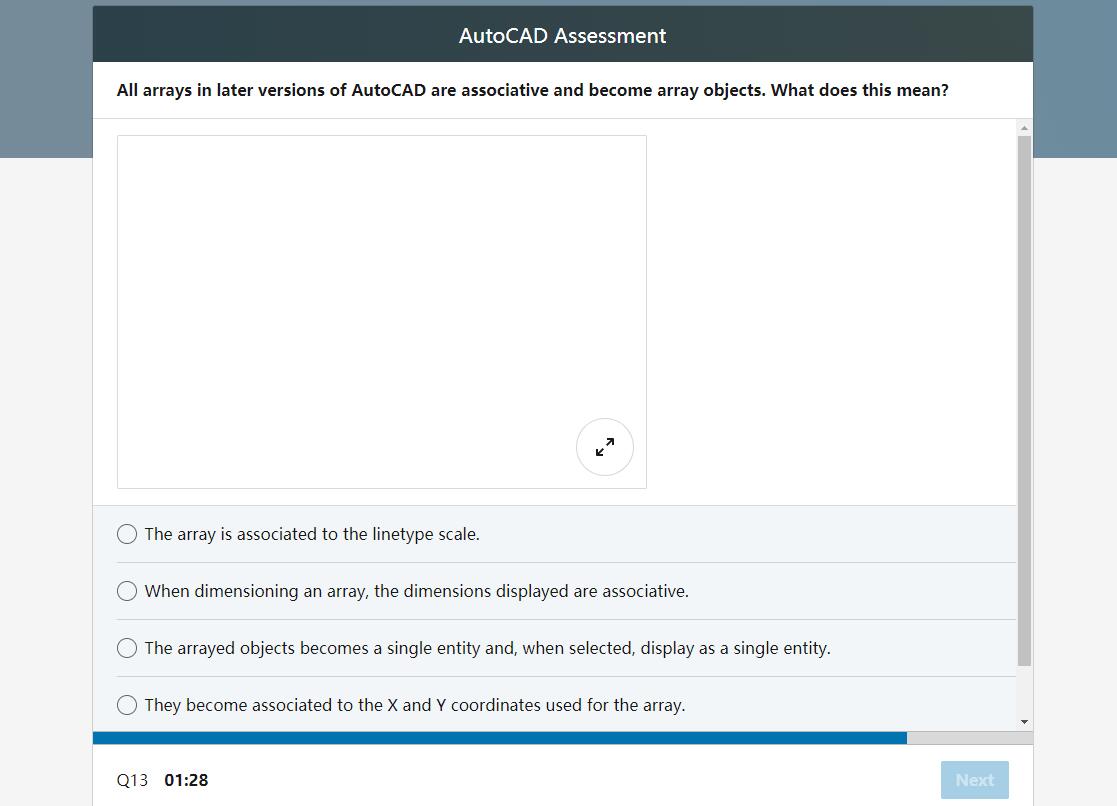 AutoCAD Assessment
All arrays in later versions of AutoCAD are associative and become array objects. What does this mean?
The array is associated to the linetype scale.
When dimensioning an array, the dimensions displayed are associative.
The arrayed objects becomes a single entity and, when selected, display as a single entity.
They become associated to the X and Y coordinates used for the array.
Q13 01:28
Next